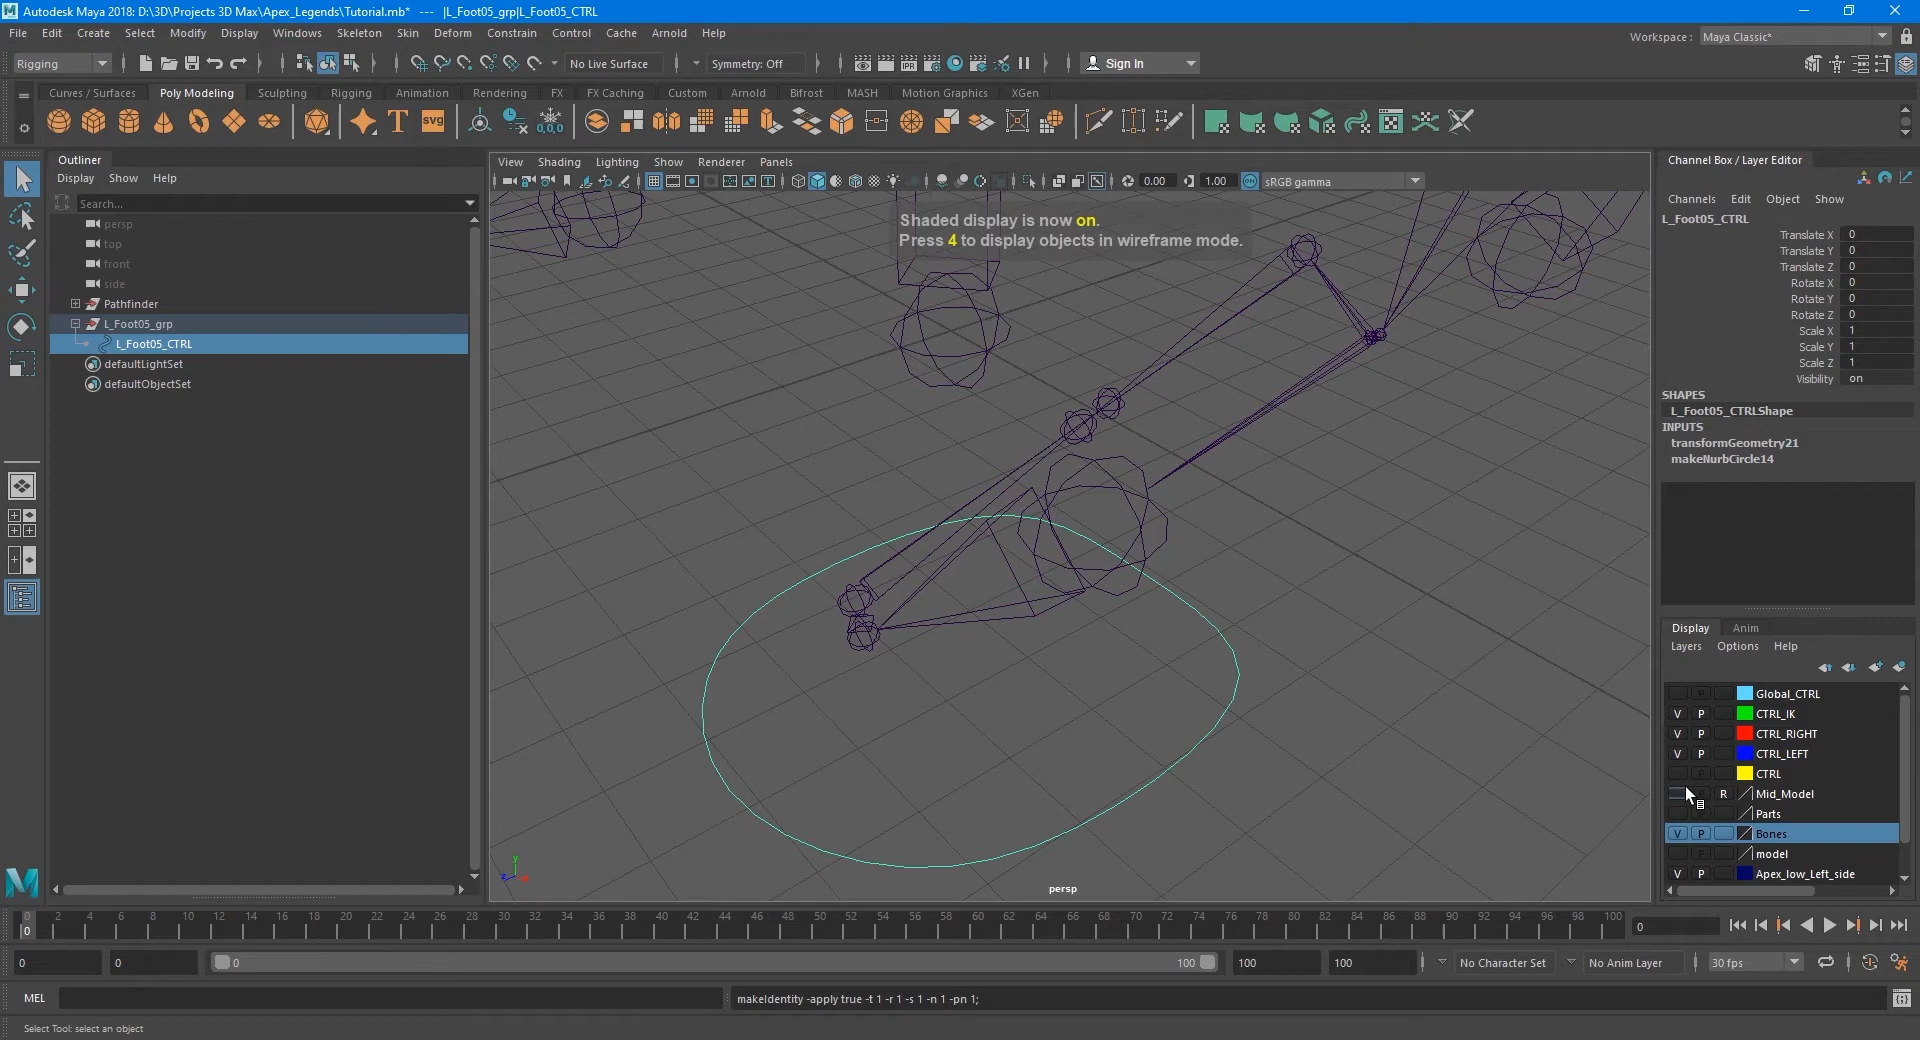 Autodesk Maya 2018: D:\3D\Projects 3D Max\Apex_Legends\Tutorial.mb* --- |L_Foot05_grp|L_Foot05_CTRL
File Edit Create Select Modify Display Windows Skeleton Skin Deform Constrain Control Cache Arnold Help
Workspace : Maya Classic*
Rigging No Live Surface Symmetry: Off IPR Sign In
Curves / Surfaces Poly Modeling Sculpting Rigging Animation Rendering FX FX Caching Custom Arnold Bifrost MASH Motion Graphics XGen
T svg 0,0,0
Outliner
Display Show Help
Search...
persp
top
front
side
Pathfinder
L_Foot05_grp
L_Foot05_CTRL
defaultLightSet
defaultObjectSet
View Shading Lighting Show Renderer Panels
0.00 1.00 ON sRGB gamma
Shaded display is now on.
Press 4 to display objects in wireframe mode.
y
z
persp
Channel Box / Layer Editor
Channels Edit Object Show
L_Foot05_CTRL
Translate X 0
Translate Y 0
Translate Z 0
Rotate X 0
Rotate Y 0
Rotate Z 0
Scale X 1
Scale Y 1
Scale Z 1
Visibility on
SHAPES
L_Foot05_CTRLShape
INPUTS
transformGeometry21
makeNurbCircle14
Display Anim
Layers Options Help
P Global_CTRL
V P CTRL_IK
V P CTRL_RIGHT
V P CTRL_LEFT
P CTRL
R Mid_Model
P Parts
V P Bones
P model
V P Apex_low_Left_side
0 2 4 6 8 10 12 14 16 18 20 22 24 26 28 30 32 34 36 38 40 42 44 46 48 50 52 54 56 58 60 62 64 66 68 70 72 74 76 78 80 82 84 86 88 90 92 94 96 98 100
0
0
0 0 0 100 100 100 No Character Set No Anim Layer 30 fps
MEL makeIdentity -apply true -t 1 -r 1 -s 1 -n 1 -pn 1;
Select Tool: select an object